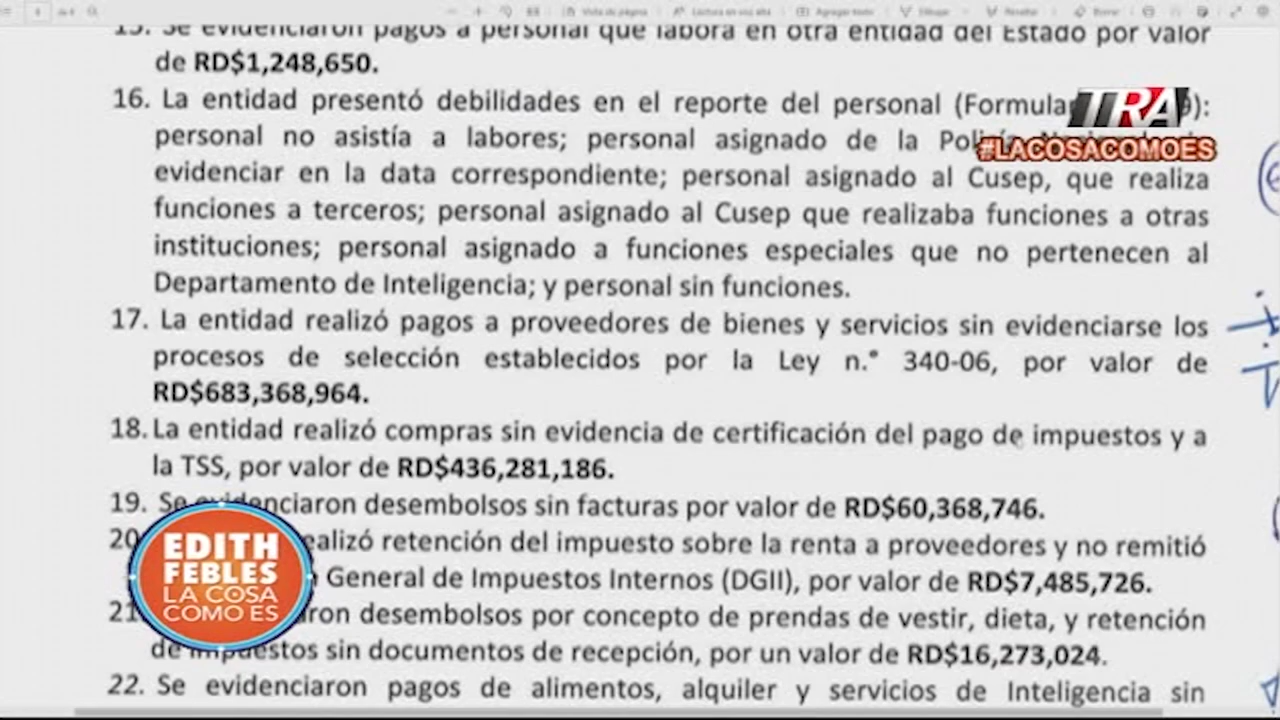 15. Se evidenciaron pagos a personal que labora en otra entidad del Estado por valor
de RD$1,248,650.
16. La entidad presentó debilidades en el reporte del personal (Formular
personal no asistía a labores; personal asignado de la
evidenciar en la data correspondiente; personal asignado al Cusep, que realiza
funciones a terceros; personal asignado al Cusep que realizaba funciones a otras
instituciones; personal asignado a funciones especiales que no pertenecen al
Departamento de Inteligencia; y personal sin funciones.
17. La entidad realizó pagos a proveedores de bienes y servicios sin evidenciarse los
procesos de selección establecidos por la Ley n.° 340-06, por valor de
RD$683,368,964.
18. La entidad realizó compras sin evidencia de certificación del pago de impuestos y a
la TSS, por valor de RD$436,281,186.
19. Se evidenciaron desembolsos sin facturas por valor de RD$60,368,746.
20 ealizó retención del impuesto sobre la renta a proveedores y no remitió
General de Impuestos Internos (DGII), por valor de RD$7,485,726.
21 ron desembolsos por concepto de prendas de vestir, dieta, y retención
de impuestos sin documentos de recepción, por un valor de RD$16,273,024.
22. Se evidenciaron pagos de alimentos, alquiler y servicios de Inteligencia sin
TRA
#LACOSACOMOES
EDITH
FEBLES
LA COSA
COMO ES